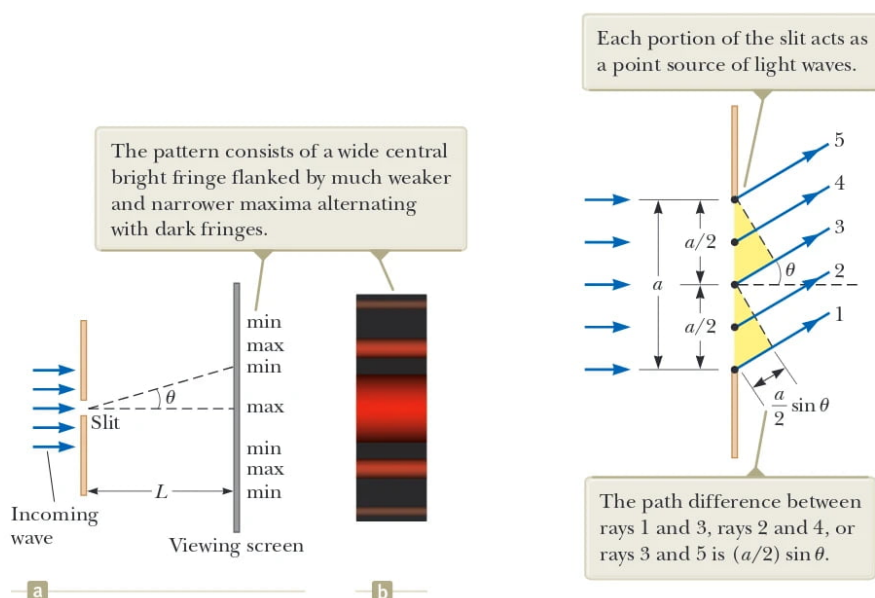 The pattern consists of a wide central
bright fringe flanked by much weaker
and narrower maxima alternating
with dark fringes.
min
max
min
θ
max
Slit
min
max
min
L
Incoming
wave
Viewing screen
a
b
Each portion of the slit acts as
a point source of light waves.
5
4
3
2
1
a/2
θ
a
a/2
a/2 sin θ
The path difference between
rays 1 and 3, rays 2 and 4, or
rays 3 and 5 is (a/2) sin θ.